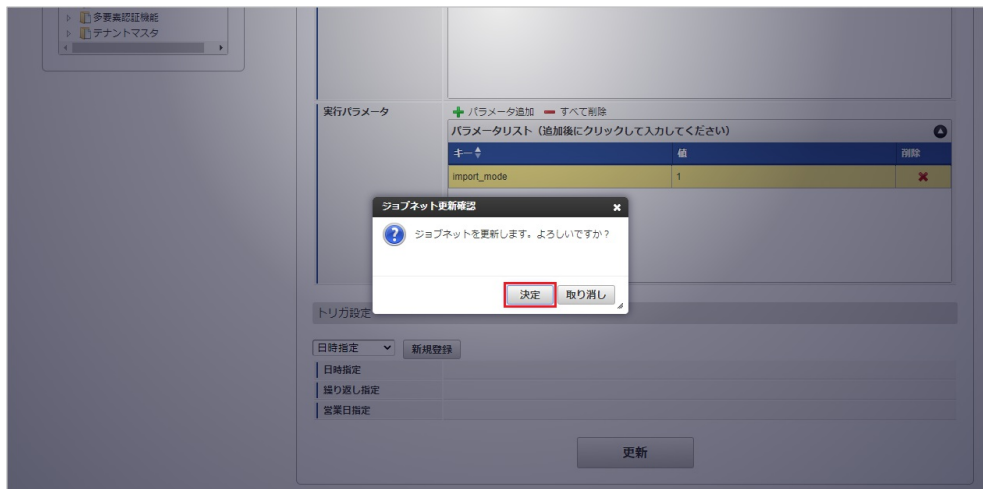 多要素認証機能
テナントマスタ
実行パラメータ
パラメータ追加 すべて削除
パラメータリスト（追加後にクリックして入力してください）
キー 値 削除
import_mode 1
ジョブネット更新確認
ジョブネットを更新します。よろしいですか？
決定 取り消し
トリガ設定
日時指定 新規登録
日時指定
繰り返し指定
営業日指定
更新